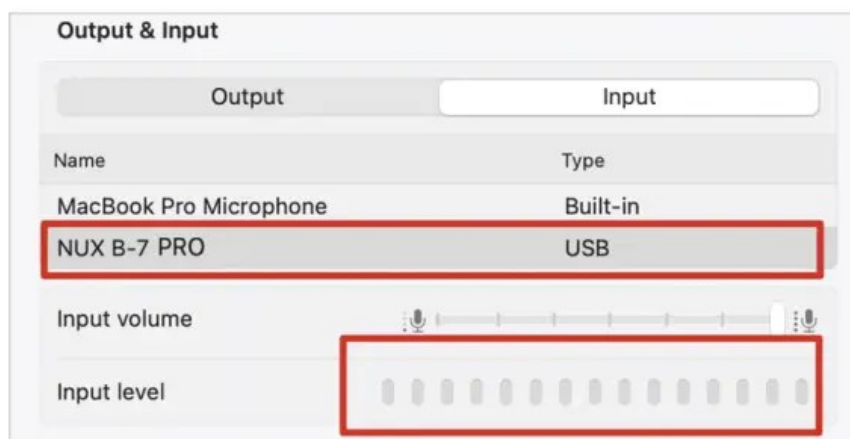 Output & Input
Output Input
Name Type
MacBook Pro Microphone Built-in
NUX B-7 PRO USB
Input volume
Input level